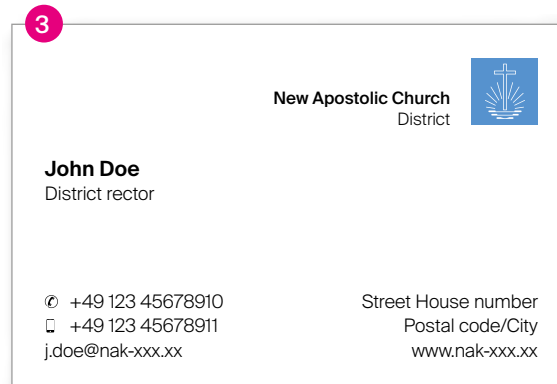 3
New Apostolic Church
District
John Doe
District rector
✆ +49 123 45678910
+49 123 45678911
j.doe@nak-xxx.xx
Street House number
Postal code/City
www.nak-xxx.xx